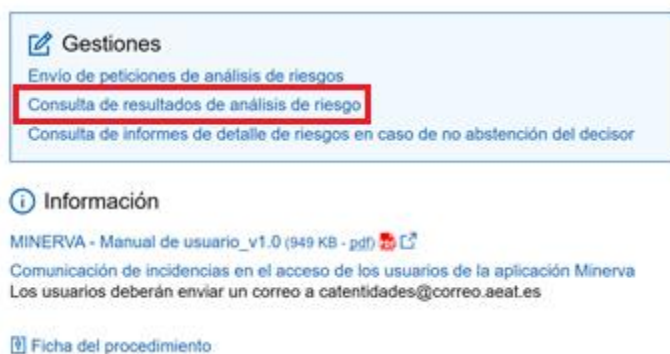 Gestiones
Envío de peticiones de análisis de riesgos
Consulta de resultados de análisis de riesgo
Consulta de informes de detalle de riesgos en caso de no abstención del decisor
Información
MINERVA - Manual de usuario_v1.0 (949 KB - pdf)
Comunicación de incidencias en el acceso de los usuarios de la aplicación Minerva
Los usuarios deberán enviar un correo a catentidades@correo.aeat.es
Ficha del procedimiento